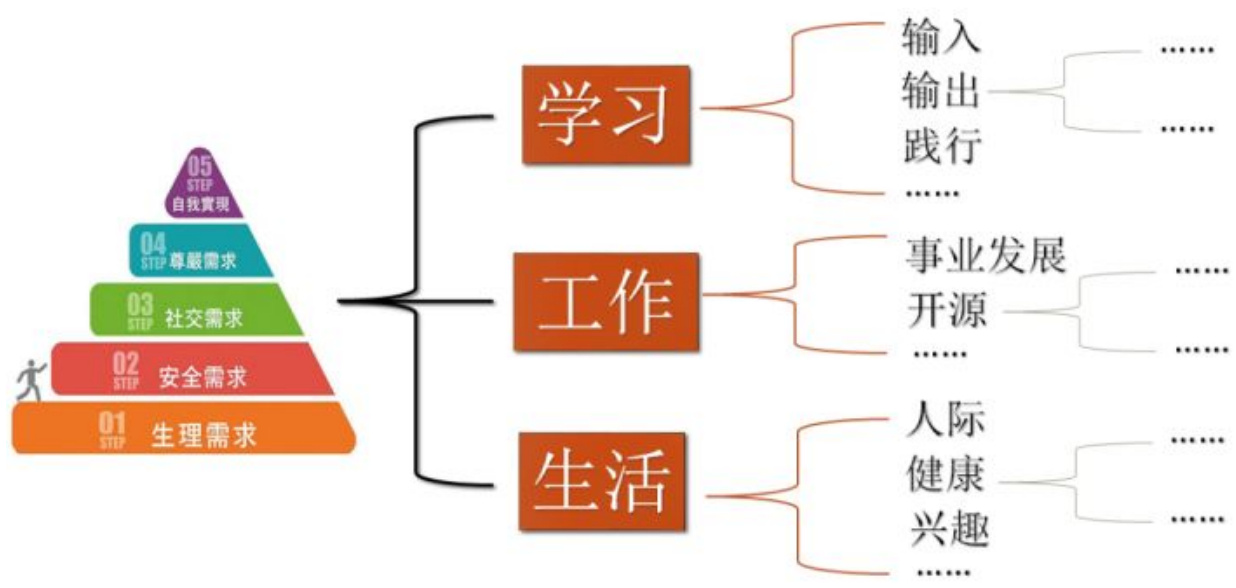 05
STEP
自我實現
04
STEP
尊嚴需求
03
STEP
社交需求
02
STEP
安全需求
01
STEP
生理需求
学习
输入
输出
……
……
践行
……
工作
事业发展
开源
……
……
……
生活
人际
健康
……
……
兴趣
……